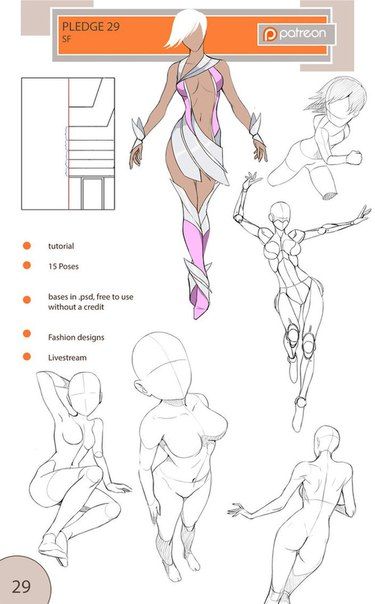 PLEDGE 29
SF
patreon
tutorial
15 Poses
bases in .psd, free to use
without a credit
Fashion designs
Livestream
29